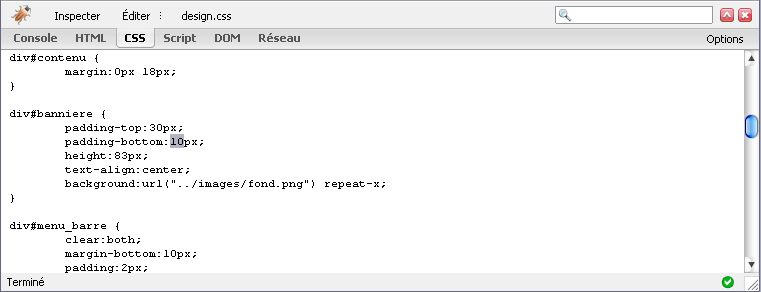 Inspecter Éditer design.css
Console HTML CSS Script DOM Réseau Options
div#contenu {
margin:0px 18px;
}
div#banniere {
padding-top:30px;
padding-bottom:10px;
height:83px;
text-align:center;
background:url("../images/fond.png") repeat-x;
}
div#menu_barre {
clear:both;
margin-bottom:10px;
padding:2px;
Terminé